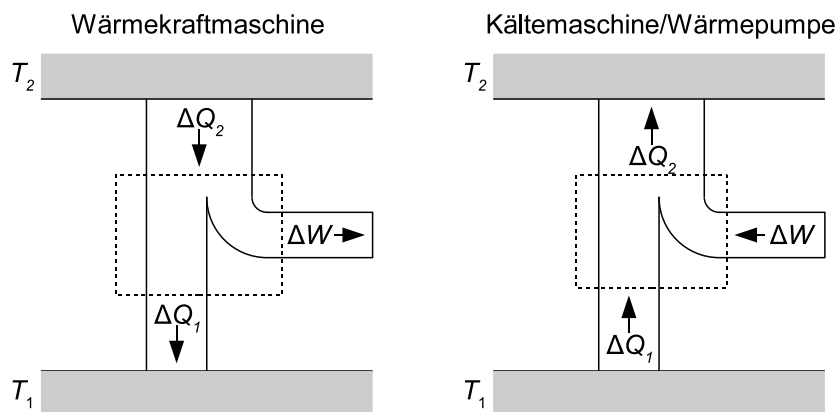 Wärmekraftmaschine
T2
ΔQ2
ΔW
ΔQ1
T1
Kältemaschine/Wärmepumpe
T2
ΔQ2
ΔW
ΔQ1
T1